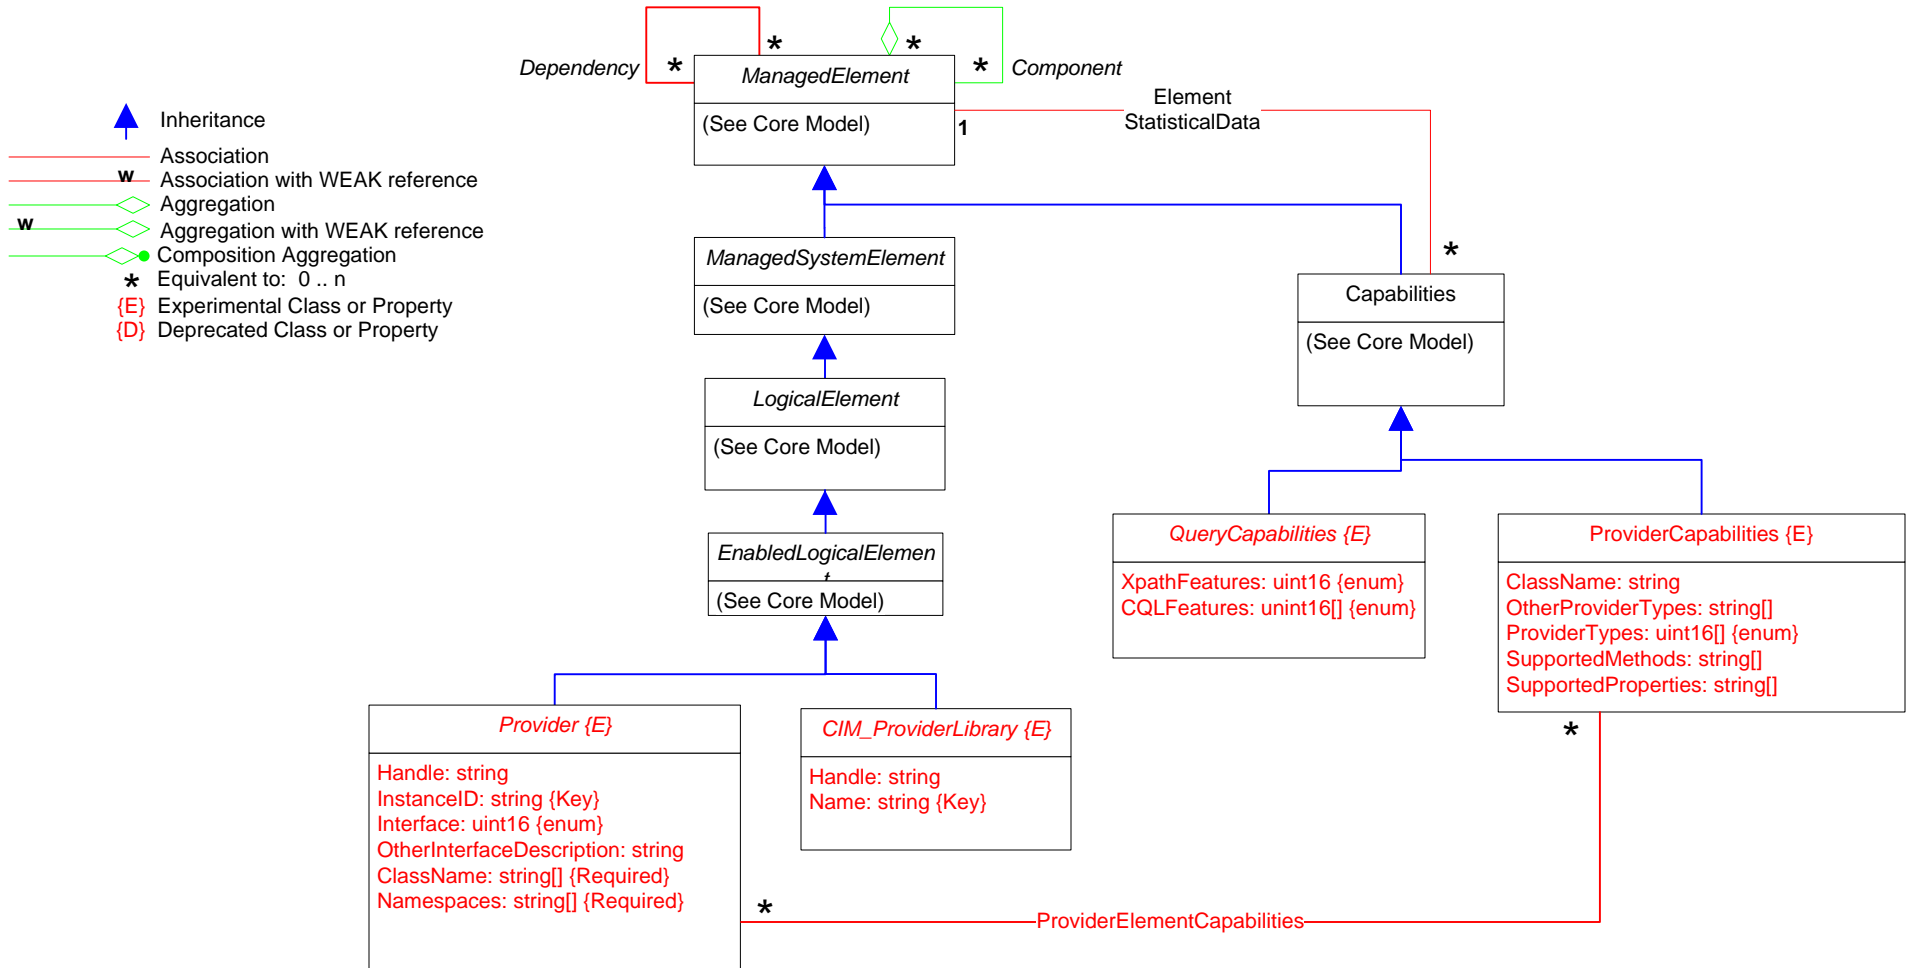 Dependency
*
*
*
*
Component
ManagedElement
(See Core Model)
1
Element
StatisticalData
*
Inheritance
Association
w
Association with WEAK reference
Aggregation
w
Aggregation with WEAK reference
Composition Aggregation
* Equivalent to: 0 .. n
{E} Experimental Class or Property
{D} Deprecated Class or Property
ManagedSystemElement
(See Core Model)
Capabilities
(See Core Model)
LogicalElement
(See Core Model)
EnabledLogicalElemen
t
(See Core Model)
QueryCapabilities {E}
XpathFeatures: uint16 {enum}
CQLFeatures: unint16[] {enum}
ProviderCapabilities {E}
ClassName: string
OtherProviderTypes: string[]
ProviderTypes: uint16[] {enum}
SupportedMethods: string[]
SupportedProperties: string[]
*
Provider {E}
Handle: string
InstanceID: string {Key}
Interface: uint16 {enum}
OtherInterfaceDescription: string
ClassName: string[] {Required}
Namespaces: string[] {Required}
CIM_ProviderLibrary {E}
Handle: string
Name: string {Key}
*
ProviderElementCapabilities